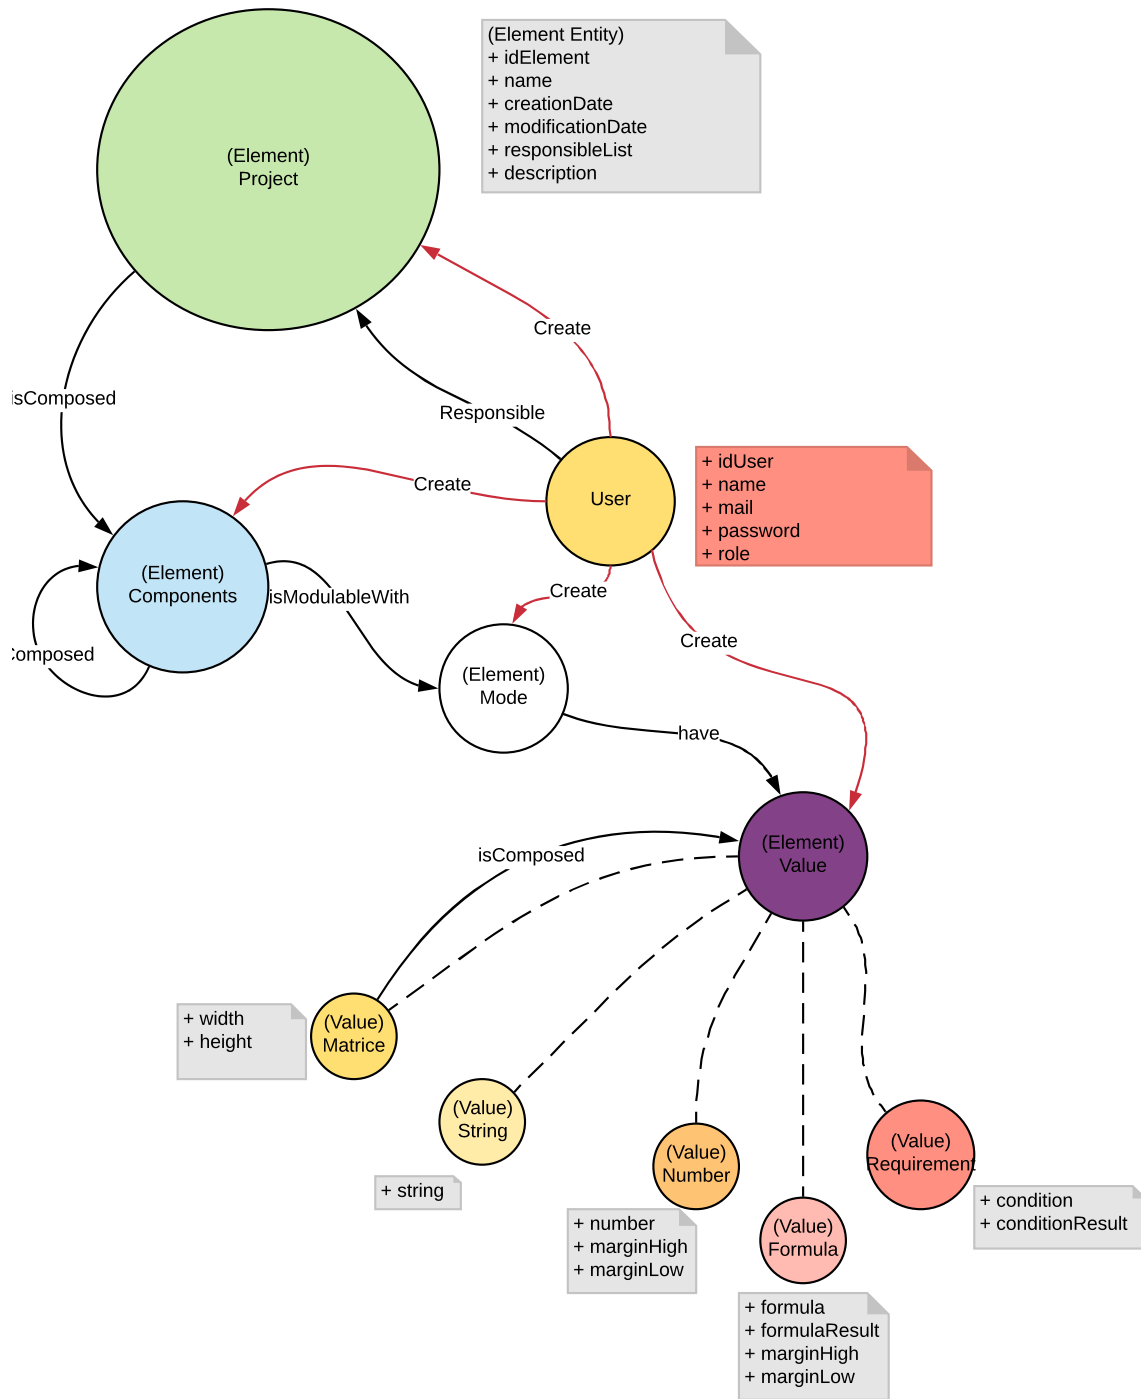 (Element Entity)
+ idElement
+ name
+ creationDate
+ modificationDate
+ responsibleList
+ description
(Element)
Project
Create
isComposed
Responsible
+ idUser
+ name
+ mail
+ password
+ role
Create
User
(Element)
Components
isModulableWith
Create
Composed
(Element)
Mode
Create
have
(Element)
Value
isComposed
+ width
+ height
(Value)
Matrice
(Value)
String
+ string
(Value)
Number
+ number
+ marginHigh
+ marginLow
(Value)
Formula
+ formula
+ formulaResult
+ marginHigh
+ marginLow
(Value)
Requirement
+ condition
+ conditionResult